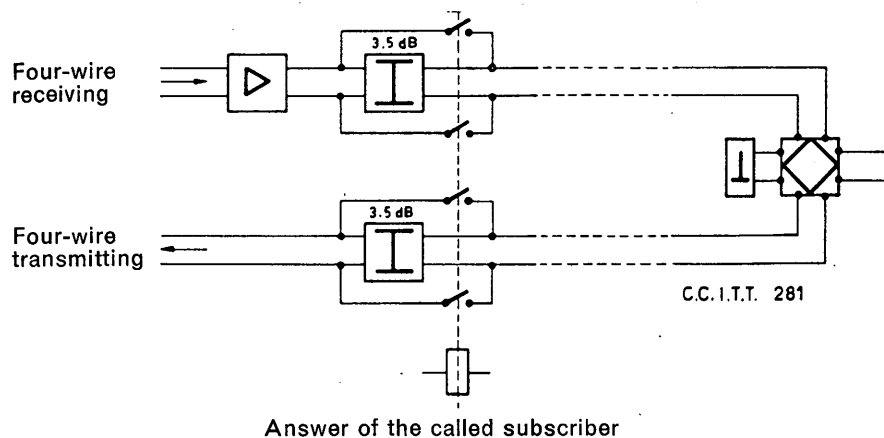 3.5 dB
Four-wire
receiving
3.5 dB
Four-wire
transmitting
C.C.I.T.T. 281
Answer of the called subscriber